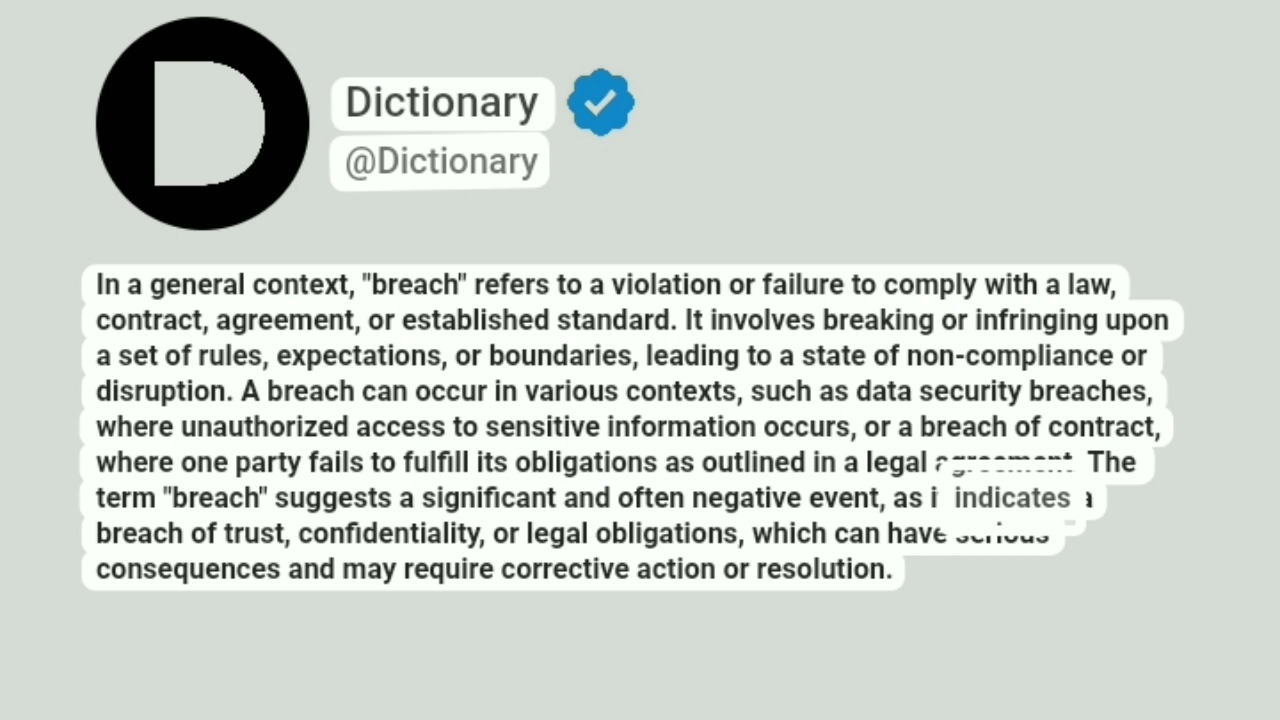 D
Dictionary
@Dictionary
In a general context, "breach" refers to a violation or failure to comply with a law,
contract, agreement, or established standard. It involves breaking or infringing upon
a set of rules, expectations, or boundaries, leading to a state of non-compliance or
disruption. A breach can occur in various contexts, such as data security breaches,
where unauthorized access to sensitive information occurs, or a breach of contract,
where one party fails to fulfill its obligations as outlined in a legal The
term "breach" suggests a significant and often negative event, as indicates a
breach of trust, confidentiality, or legal obligations, which can have
consequences and may require corrective action or resolution.